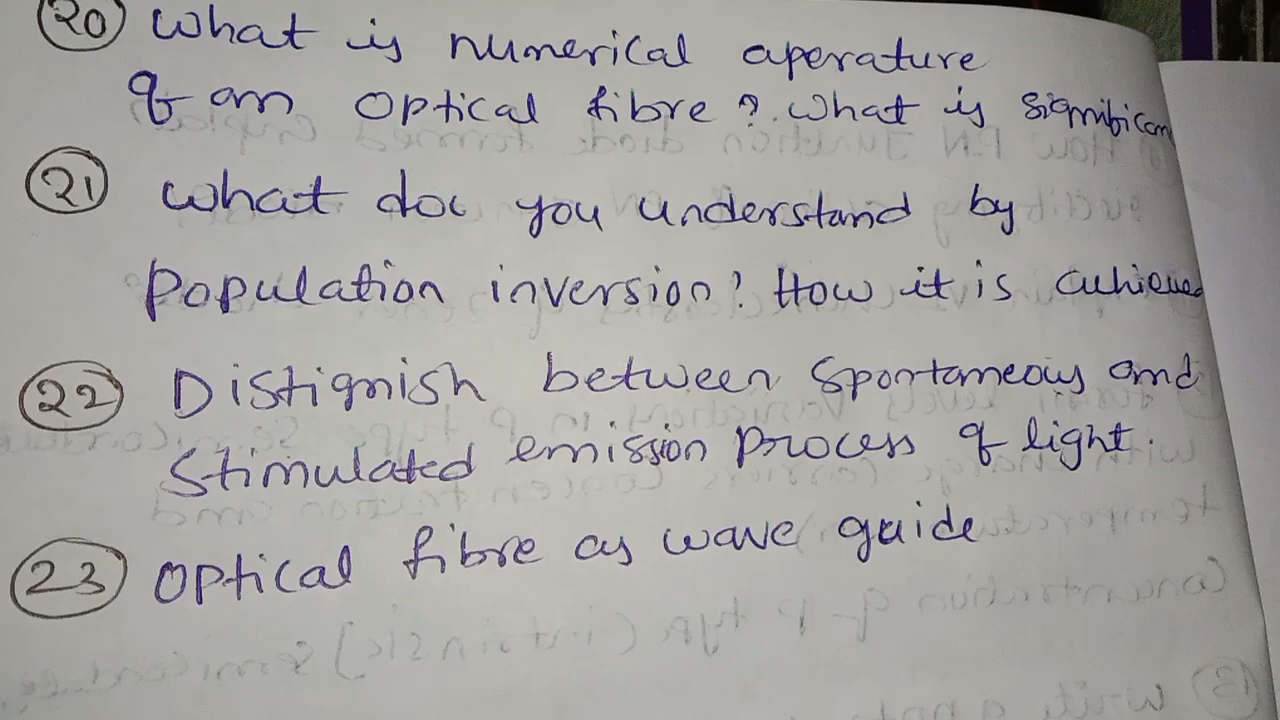 20 What is numerical aperature
of an optical fibre? What is significan
21 What doe you understand by
population inversion? How it is achieved
22 Distignish between spontaneous and
stimulated emission process of light.
23 optical fibre as wave guide